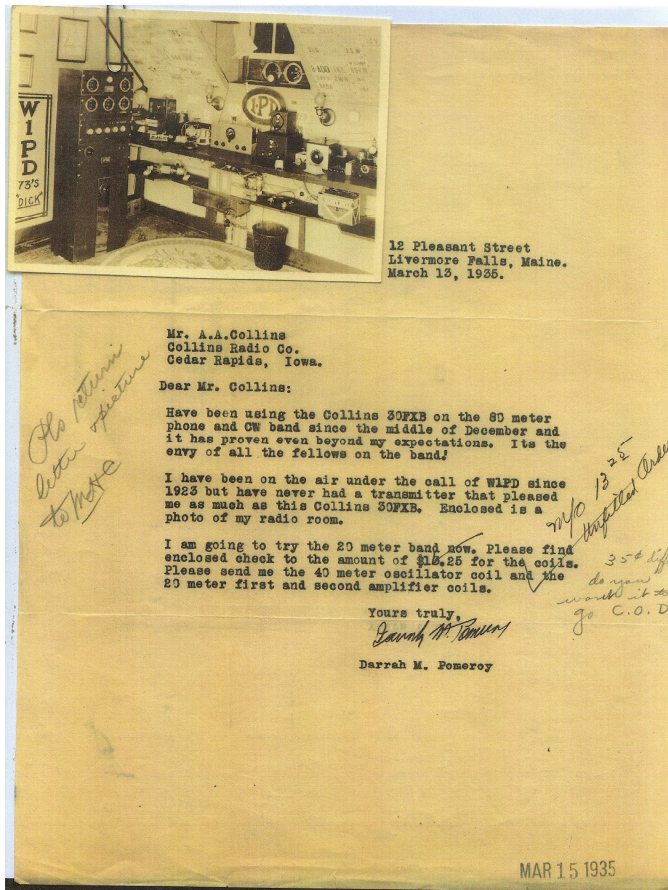 W1PD
73'S
"DICK"
1-PD
12 Pleasant Street
Livermore Falls, Maine.
March 13, 1935.
Mr. A.A.Collins
Collins Radio Co.
Cedar Rapids, Iowa.
Dear Mr. Collins:
Have been using the Collins 30FXB on the 80 meter
phone and CW band since the middle of December and
it has proven even beyond my expectations. Its the
envy of all the fellows on the band!
I have been on the air under the call of W1PD since
1923 but have never had a transmitter that pleased
me as much as this Collins 30FXB. Enclosed is a
photo of my radio room.
I am going to try the 20 meter band now. Please find
enclosed check to the amount of $13.25 for the coils.
Please send me the 40 meter oscillator coil and the
20 meter first and second amplifier coils.
Yours truly,
Darrah M. Pomeroy
Darrah M. Pomeroy
Pls return
letter & picture
to MHC
M/O 13 25
Unfilled Order
35¢ diff
do you
want it to
go C.O.D
MAR 15 1935